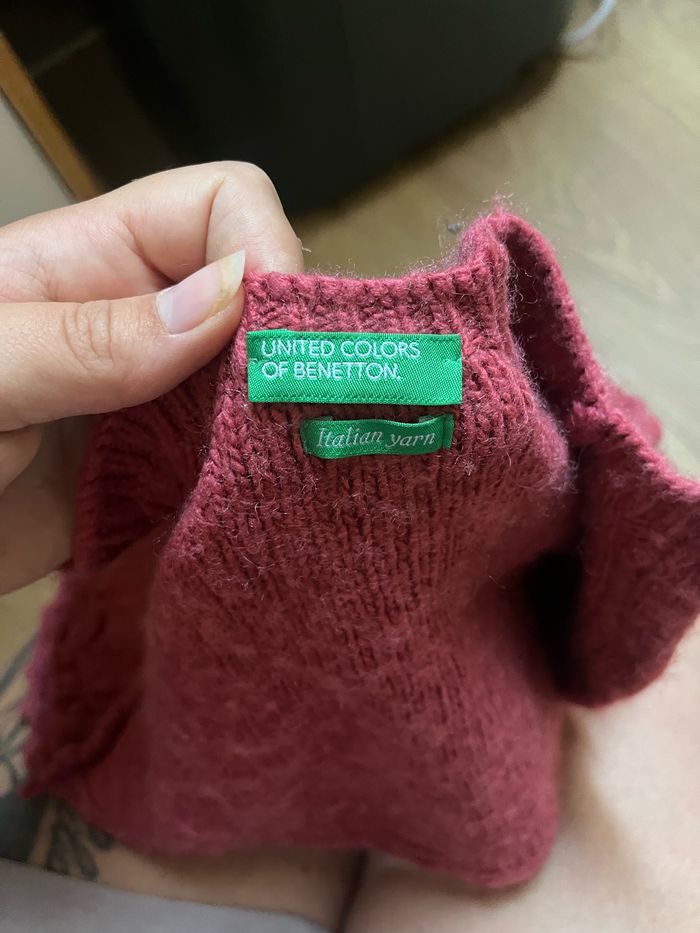 UNITED COLORS
OF BENETTON.
Italian yarn